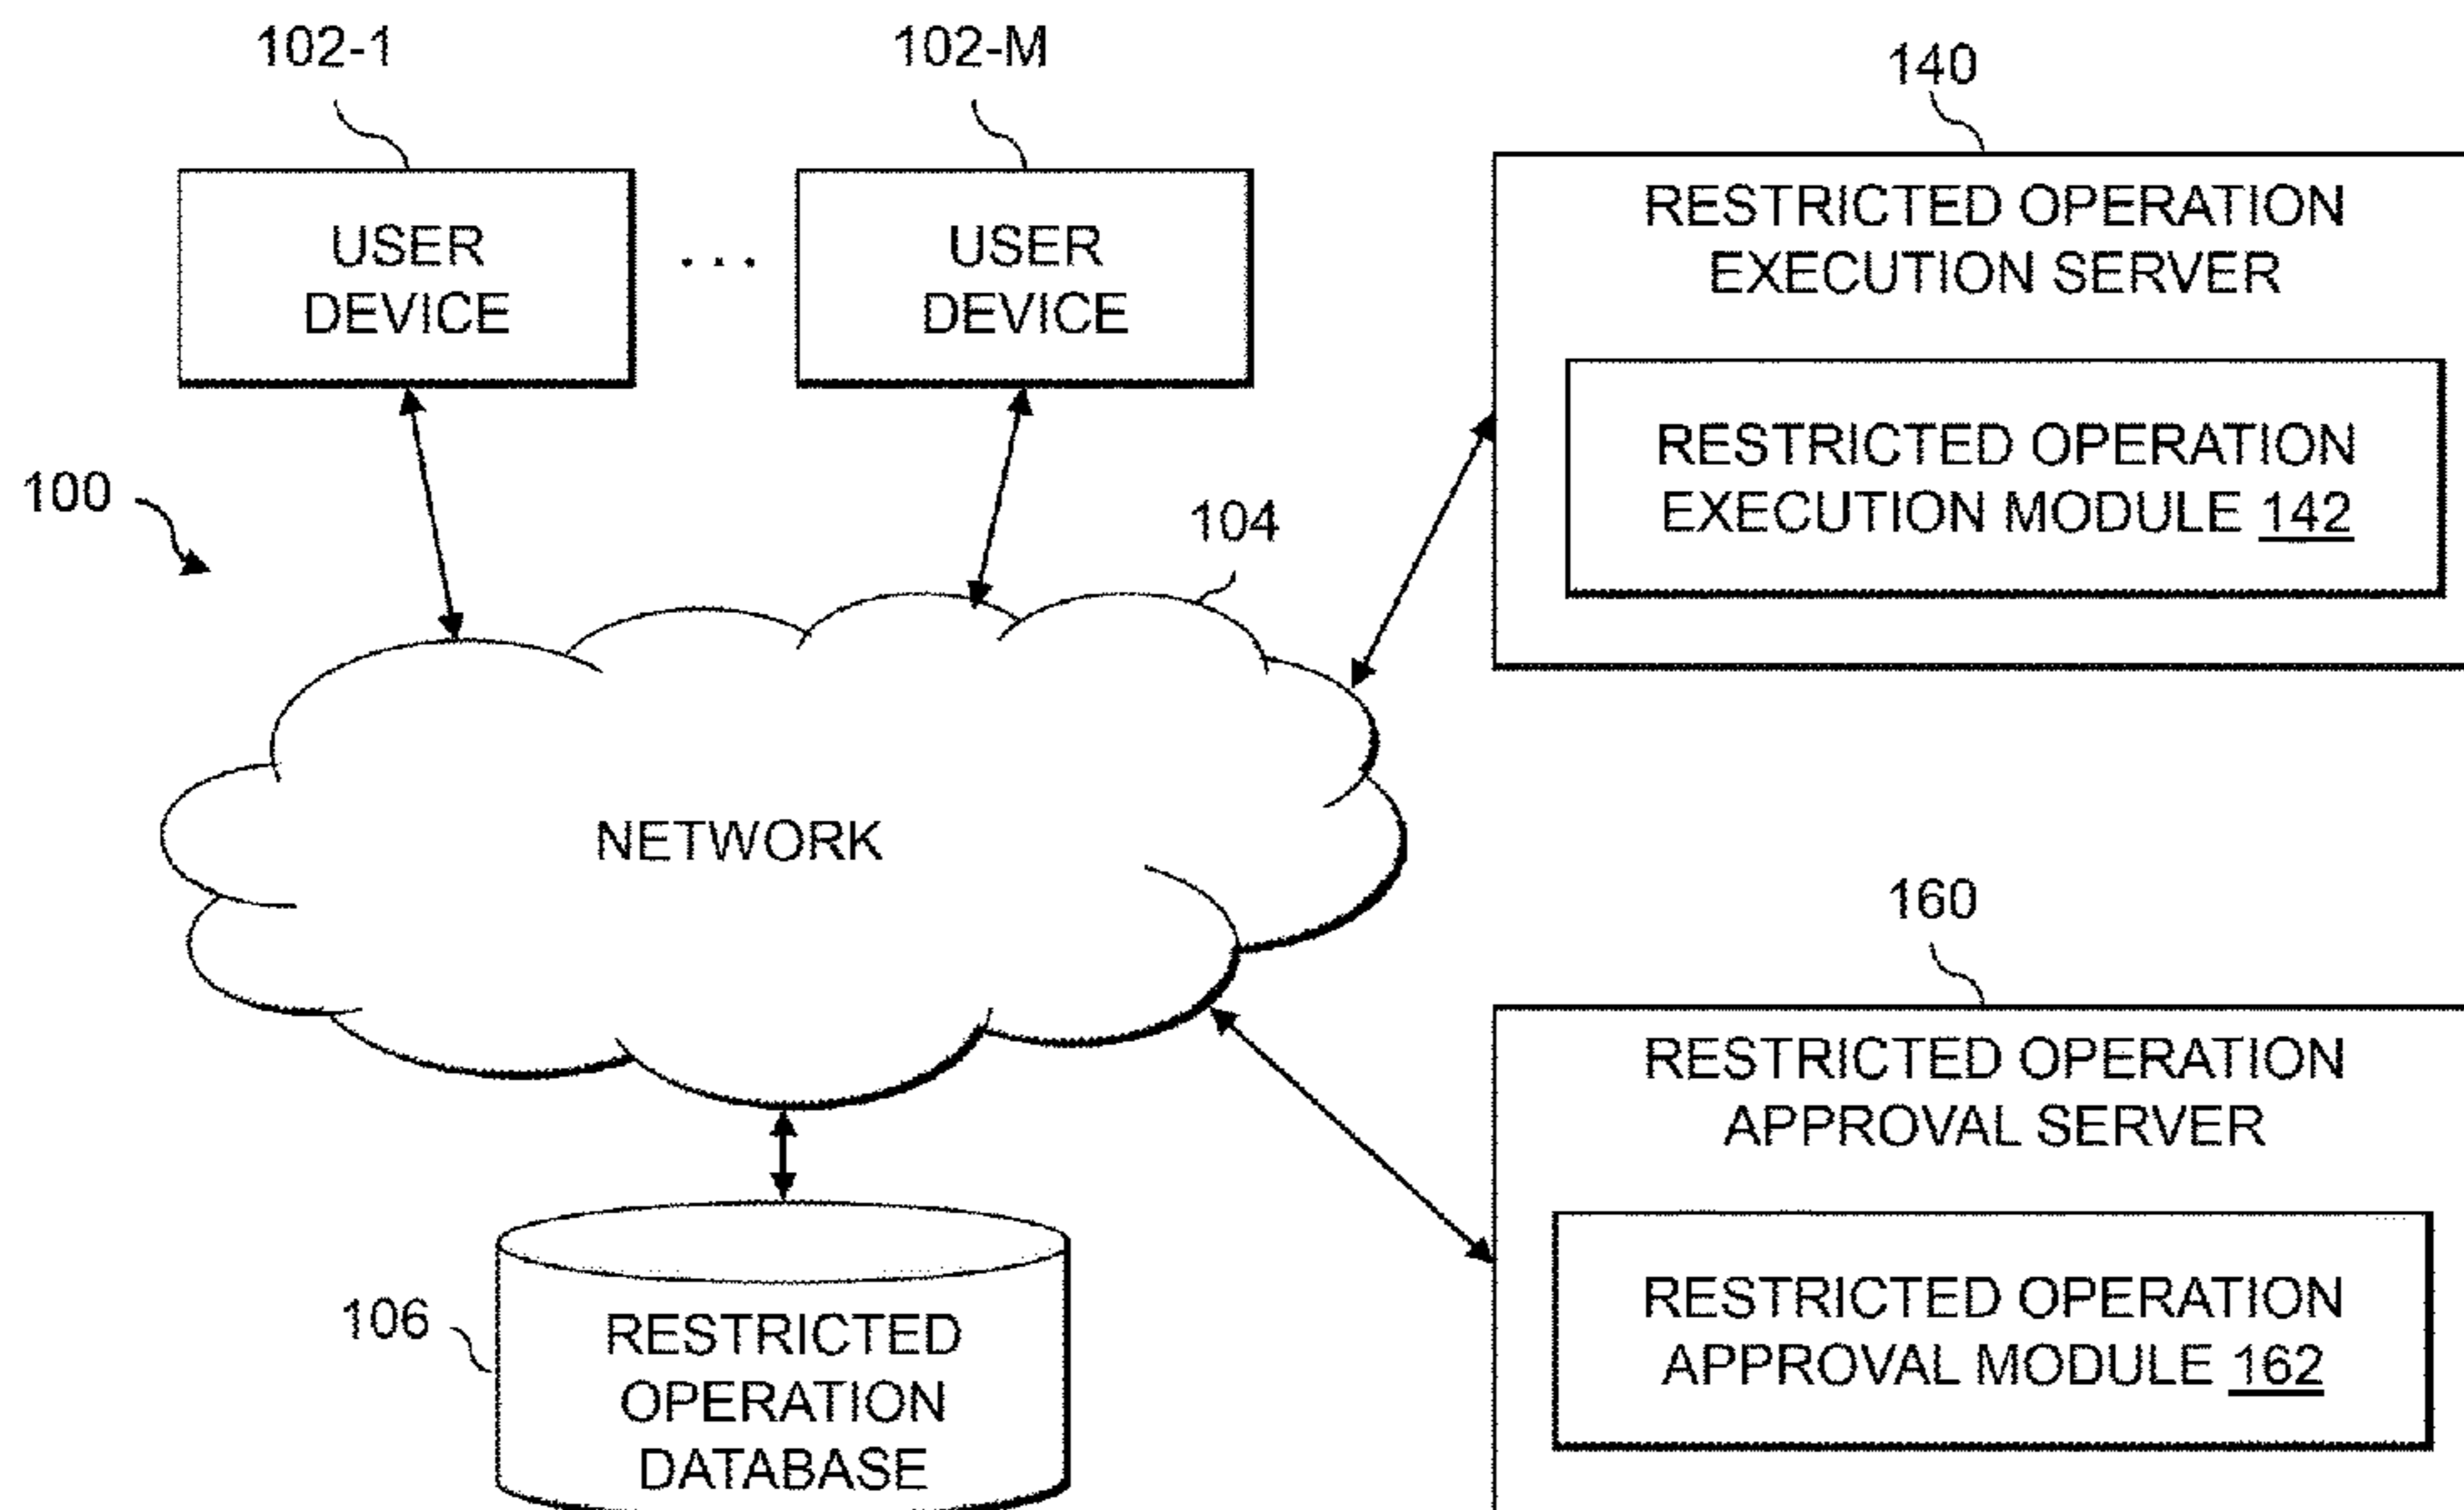 102-1
102-M
140
USER
DEVICE
...
USER
DEVICE
RESTRICTED OPERATION
EXECUTION SERVER
RESTRICTED OPERATION
EXECUTION MODULE 142
100
104
NETWORK
160
RESTRICTED OPERATION
APPROVAL SERVER
RESTRICTED OPERATION
APPROVAL MODULE 162
106
RESTRICTED
OPERATION
DATABASE